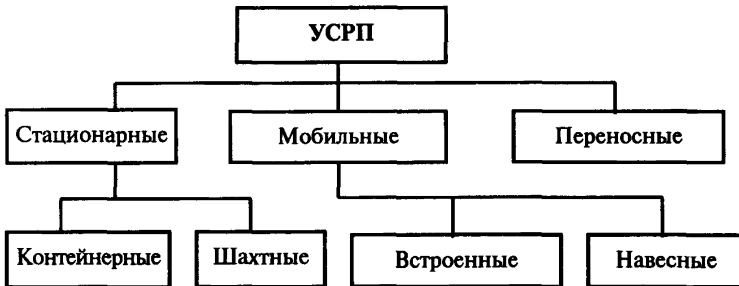 УСРП
Стационарные
Мобильные
Переносные
Контейнерные
Шахтные
Встроенные
Навесные